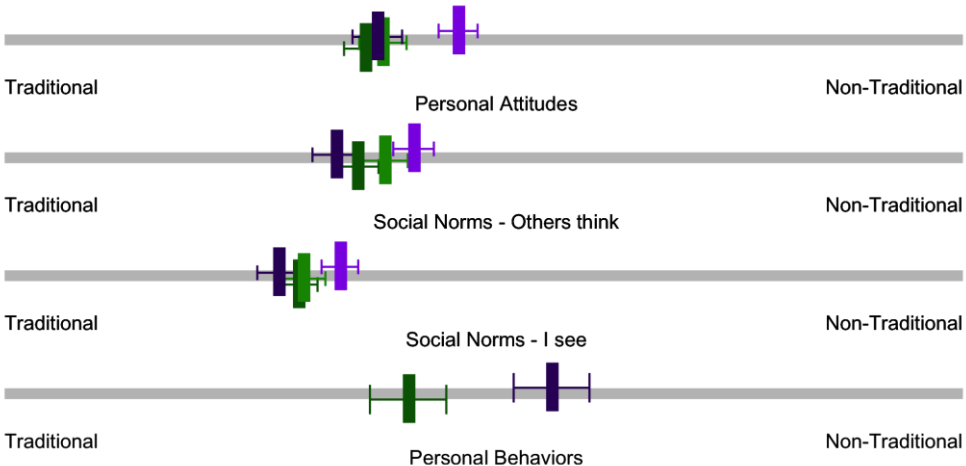 Traditional
Non-Traditional
Personal Attitudes
Traditional
Non-Traditional
Social Norms - Others think
Traditional
Non-Traditional
Social Norms - I see
Traditional
Non-Traditional
Personal Behaviors